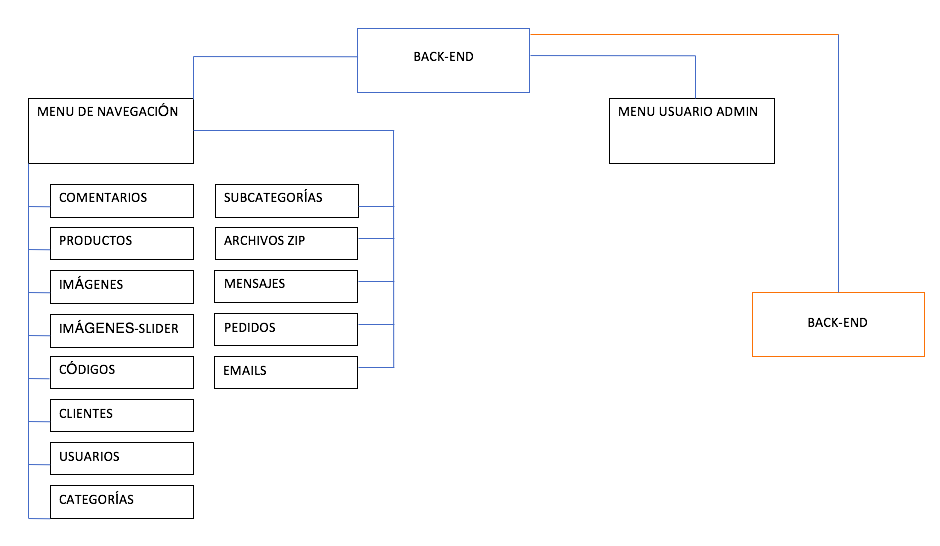 BACK-END
MENU DE NAVEGACIÓN
MENU USUARIO ADMIN
COMENTARIOS
SUBCATEGORÍAS
PRODUCTOS
ARCHIVOS ZIP
IMÁGENES
MENSAJES
IMÁGENES-SLIDER
PEDIDOS
BACK-END
CÓDIGOS
EMAILS
CLIENTES
USUARIOS
CATEGORÍAS